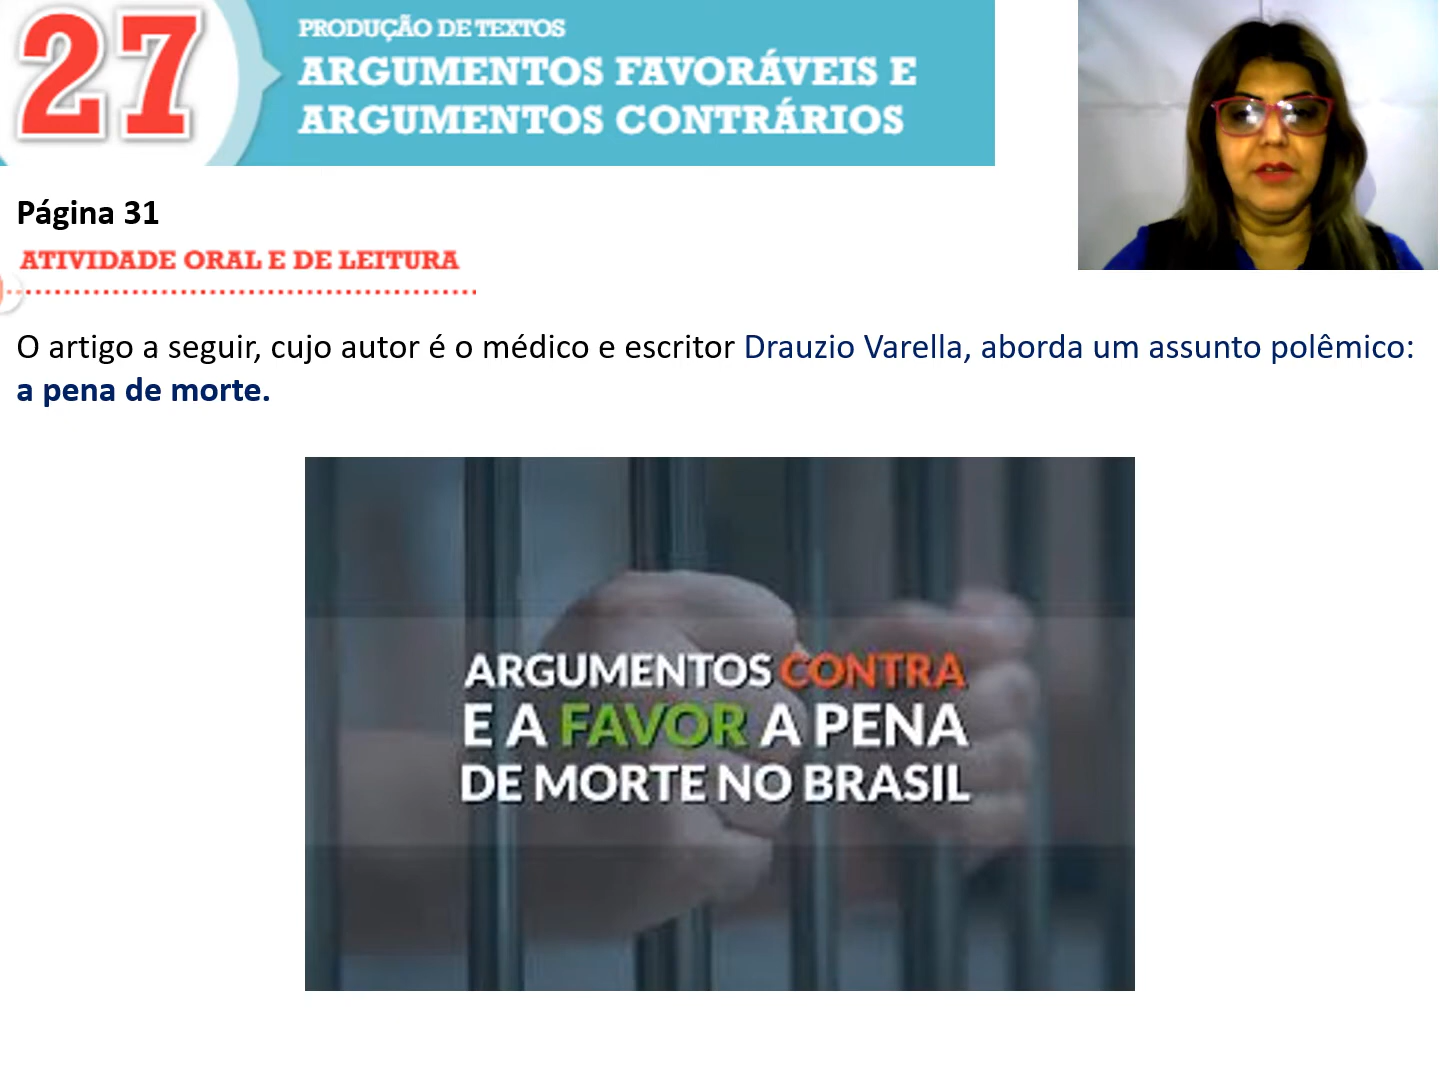 27
PRODUÇÃO DE TEXTOS
ARGUMENTOS FAVORÁVEIS E
ARGUMENTOS CONTRÁRIOS
Página 31
ATIVIDADE ORAL E DE LEITURA
O artigo a seguir, cujo autor é o médico e escritor Drauzio Varella, aborda um assunto polêmico:
a pena de morte.
ARGUMENTOS CONTRA
E A FAVOR A PENA
DE MORTE NO BRASIL